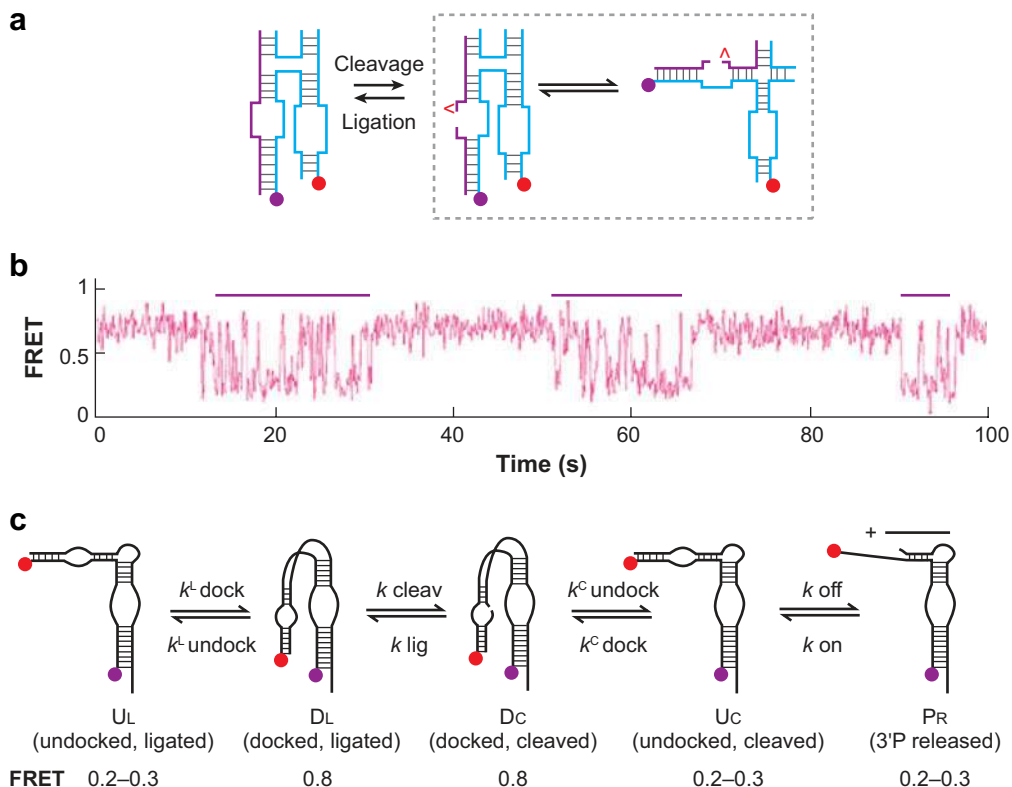 a
Cleavage
Ligation
<
^
b
FRET
1
0.5
0
0 20 40 60 80 100
Time (s)
c
+
kᴸ dock
k cleav
kᶜ undock
k off
kᴸ undock
k lig
kᶜ dock
k on
UL DL DC UC PR
(undocked, ligated) (docked, ligated) (docked, cleaved) (undocked, cleaved) (3'P released)
FRET 0.2–0.3 0.8 0.8 0.2–0.3 0.2–0.3